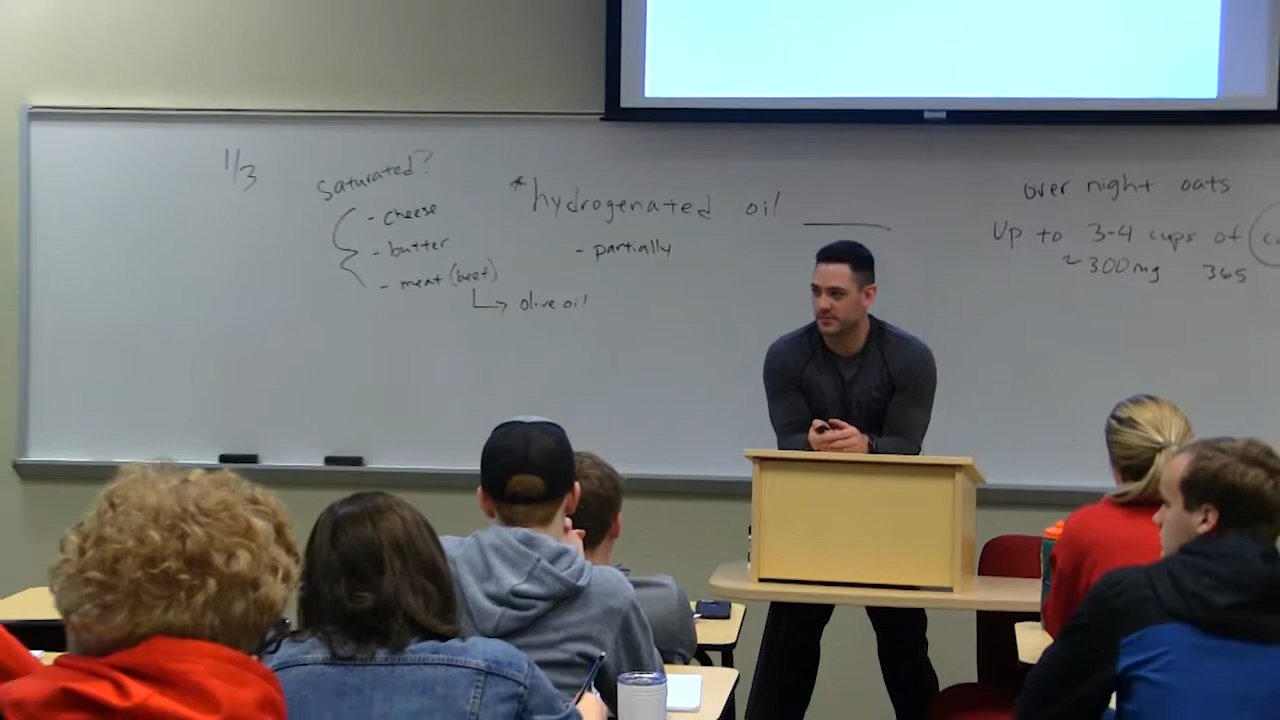 1/3
saturated?
- cheese
- butter
- meat (beef)
↳ olive oil
*hydrogenated oil ____
- partially
over night oats
Up to 3-4 cups of
~300mg 365